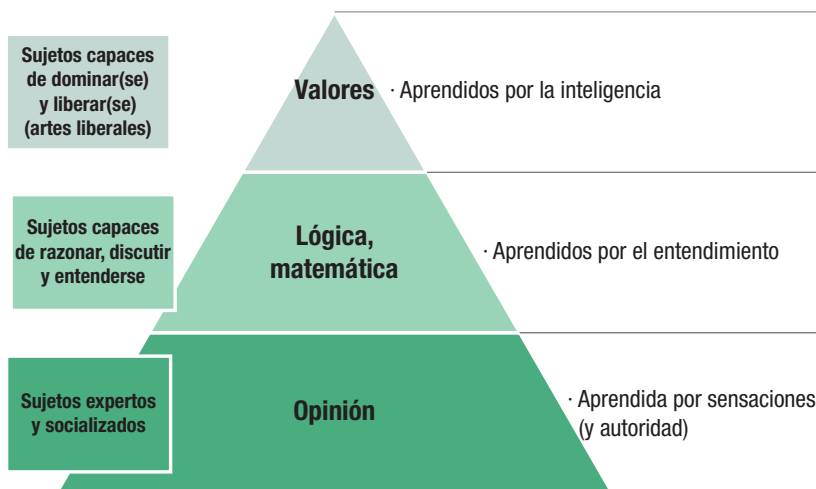 Sujetos capaces
de dominar(se)
y liberar(se)
(artes liberales)
Valores
· Aprendidos por la inteligencia
Sujetos capaces
de razonar, discutir
y entenderse
Lógica,
matemática
· Aprendidos por el entendimiento
Sujetos expertos
y socializados
Opinión
· Aprendida por sensaciones
(y autoridad)